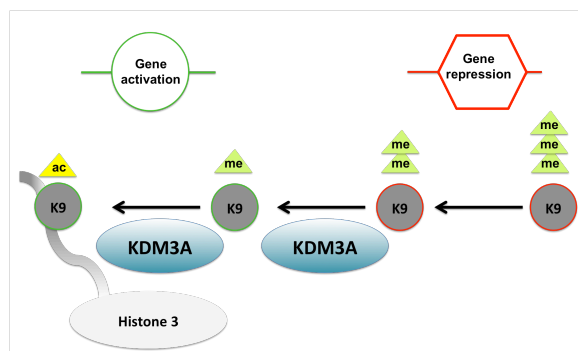 Gene
activation
Gene
repression
ac
me
me
me
me
me
me
K9
K9
K9
K9
KDM3A
KDM3A
Histone 3